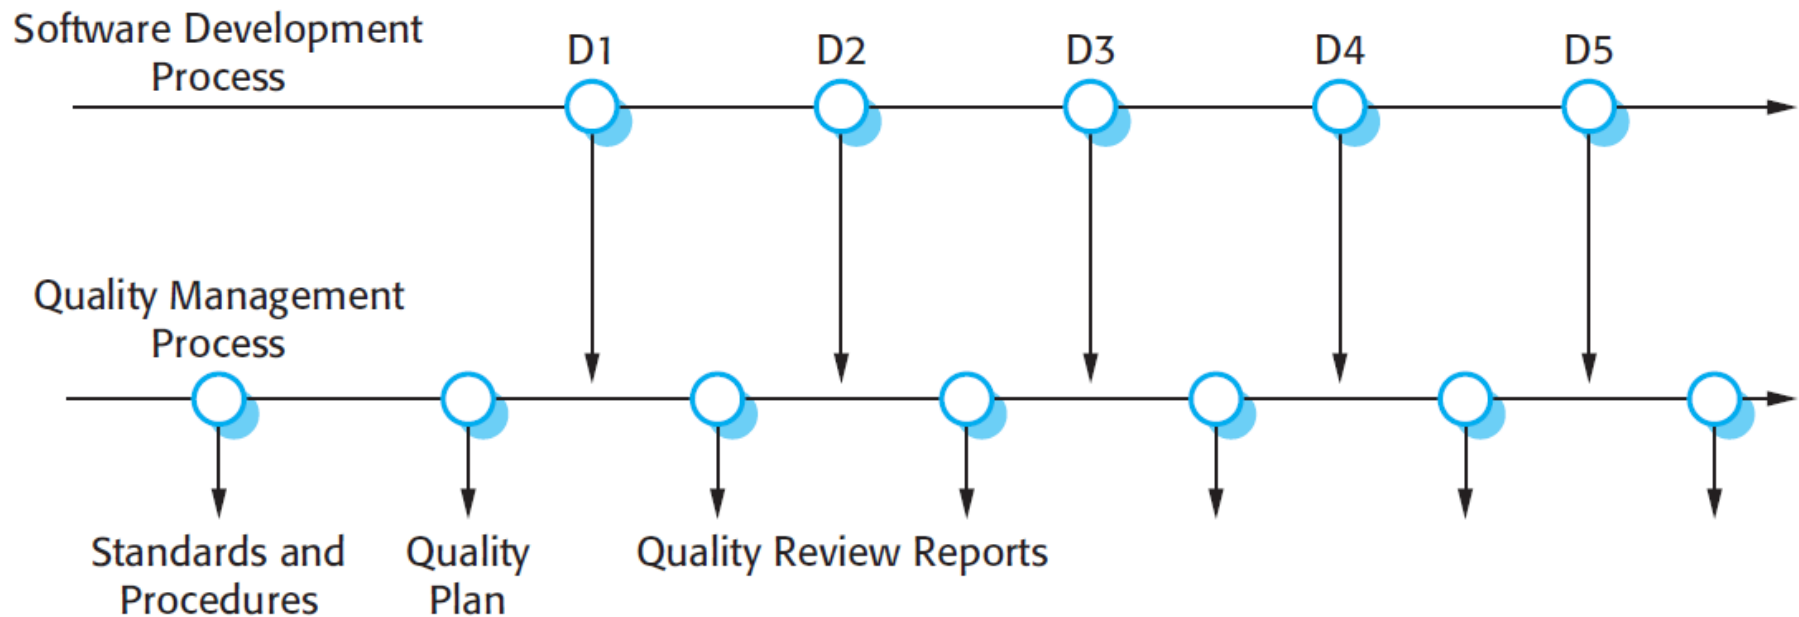 Software Development
Process
D1
D2
D3
D4
D5
Quality Management
Process
Standards and
Procedures
Quality
Plan
Quality Review Reports